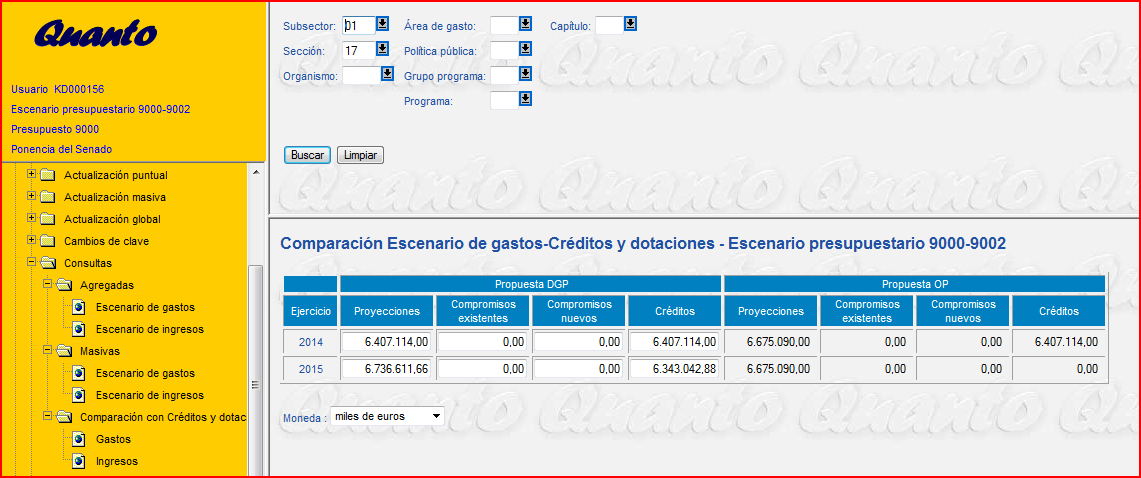 Quanto
Usuario KD000156
Escenario presupuestario 9000-9002
Presupuesto 9000
Ponencia del Senado
Actualización puntual
Actualización masiva
Actualización global
Cambios de clave
Consultas
Agregadas
Escenario de gastos
Escenario de ingresos
Masivas
Escenario de gastos
Escenario de ingresos
Comparación con Créditos y dotac
Gastos
Ingresos
Subsector: 01 Área de gasto: Capítulo:
Sección: 17 Política pública:
Organismo: Grupo programa:
Programa:
Buscar Limpiar
Comparación Escenario de gastos-Créditos y dotaciones - Escenario presupuestario 9000-9002
Propuesta DGP Propuesta OP
Ejercicio Proyecciones Compromisos existentes Compromisos nuevos Créditos Proyecciones Compromisos existentes Compromisos nuevos Créditos
2014 6.407.114,00 0,00 0,00 6.407.114,00 6.675.090,00 0,00 0,00 6.407.114,00
2015 6.736.611,66 0,00 0,00 6.343.042,88 6.675.090,00 0,00 0,00 0,00
Moneda : miles de euros